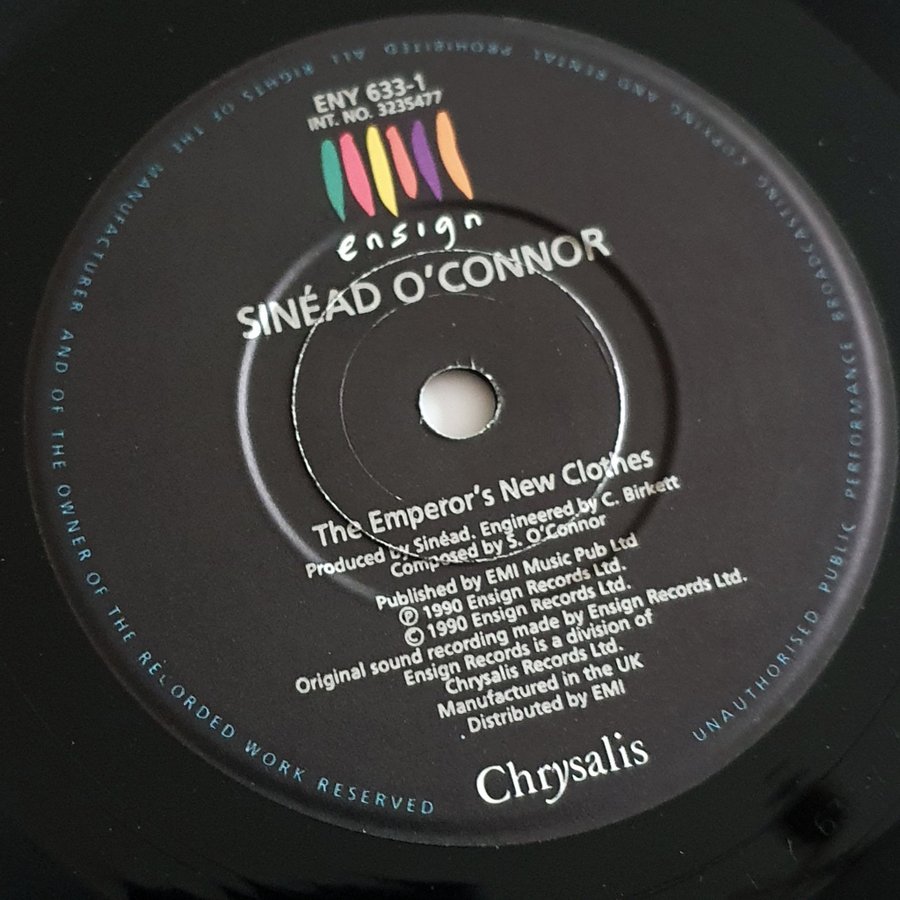 ENY 633-1
INT. NO. 3235477
ensign
SINÉAD O'CONNOR
The Emperor's New Clothes
Produced by Sinéad. Engineered by C. Birkett
Composed by S. O'Connor
Published by EMI Music Pub Ltd
Ⓟ 1990 Ensign Records Ltd.
© 1990 Ensign Records Ltd.
Original sound recording made by Ensign Records Ltd.
Ensign Records is a division of
Chrysalis Records Ltd.
Manufactured in the UK
Distributed by EMI
Chrysalis
ALL RIGHTS OF THE MANUFACTURER AND OF THE OWNER OF THE RECORDED WORK RESERVED
UNAUTHORISED PUBLIC PERFORMANCE BROADCASTING COPYING AND RENTAL PROHIBITED